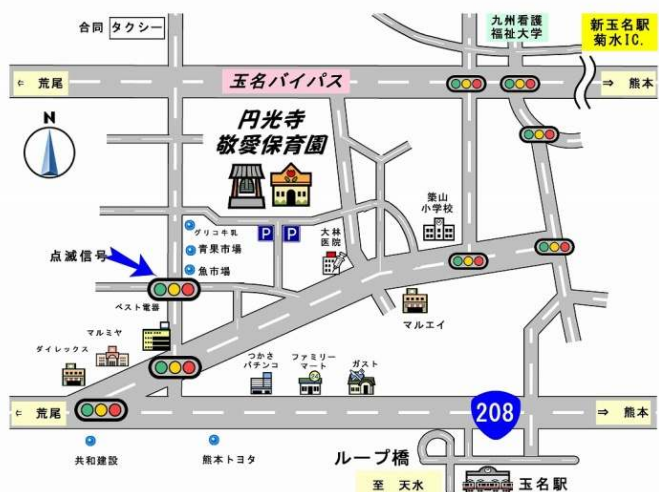 合同 タクシー
九州看護
福祉大学
新玉名駅
菊水IC.
⇐ 荒尾
玉名バイパス
⇒ 熊本
N
円光寺
敬愛保育園
築山
小学校
グリコ牛乳
P P
大林
医院
青果市場
点滅信号
魚市場
ベスト電器
マルエイ
マルミヤ
ダイレックス
つかさ
パチンコ
ファミリー
マート
ガスト
⇐ 荒尾
208
⇒ 熊本
共和建設
熊本トヨタ
ループ橋
至 天水
玉名駅